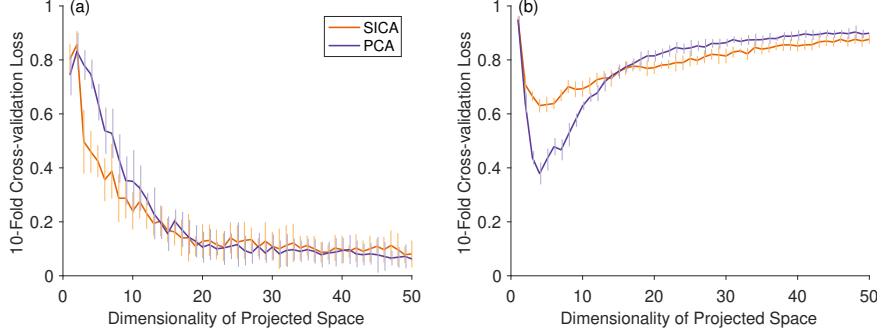 (a)
SICA
PCA
10-Fold Cross-validation Loss
1
0.8
0.6
0.4
0.2
0
0 10 20 30 40 50
Dimensionality of Projected Space
(b)
10-Fold Cross-validation Loss
1
0.8
0.6
0.4
0.2
0
0 10 20 30 40 50
Dimensionality of Projected Space